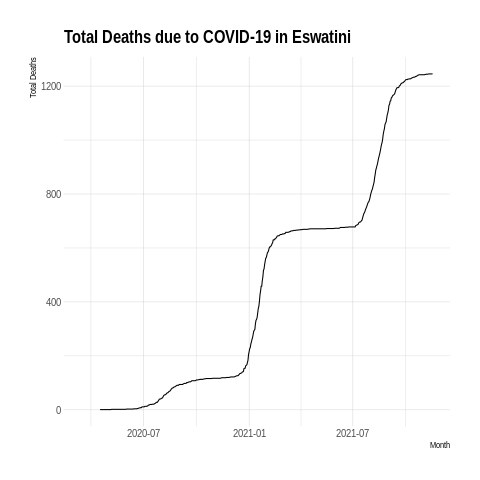 Total Deaths due to COVID-19 in Eswatini
Total Deaths
1200
800
400
0
2020-07 2021-01 2021-07
Month